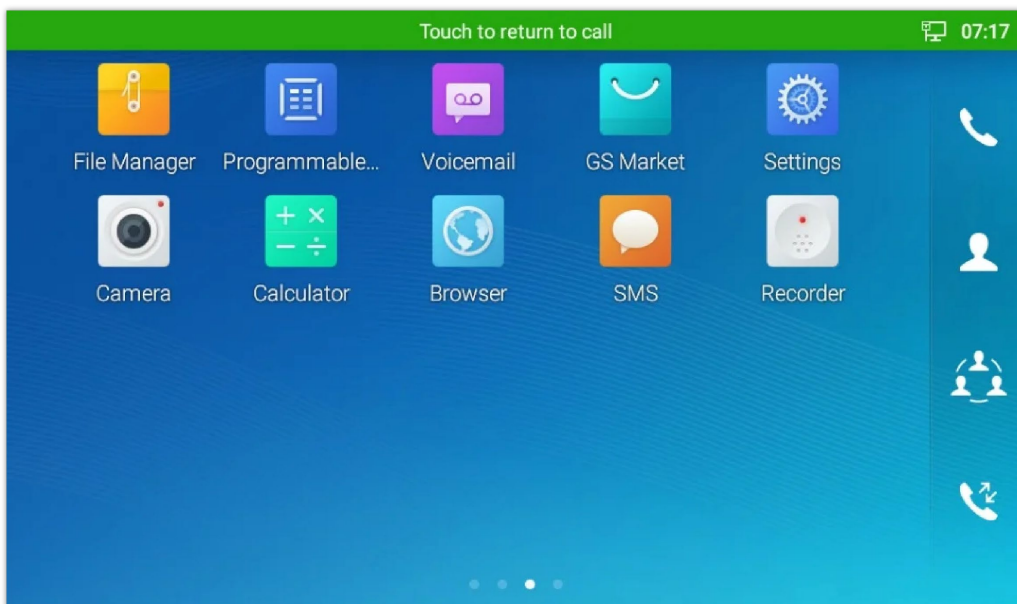 Touch to return to call 07:17
File Manager Programmable... Voicemail GS Market Settings
Camera Calculator Browser SMS Recorder